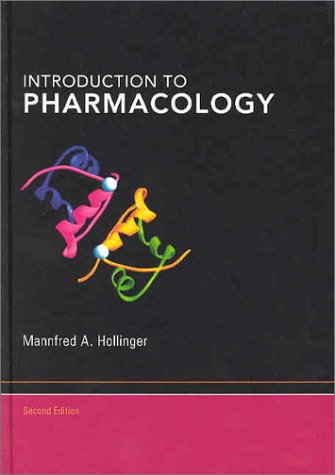 INTRODUCTION TO
PHARMACOLOGY
Mannfred A. Hollinger
Second Edition